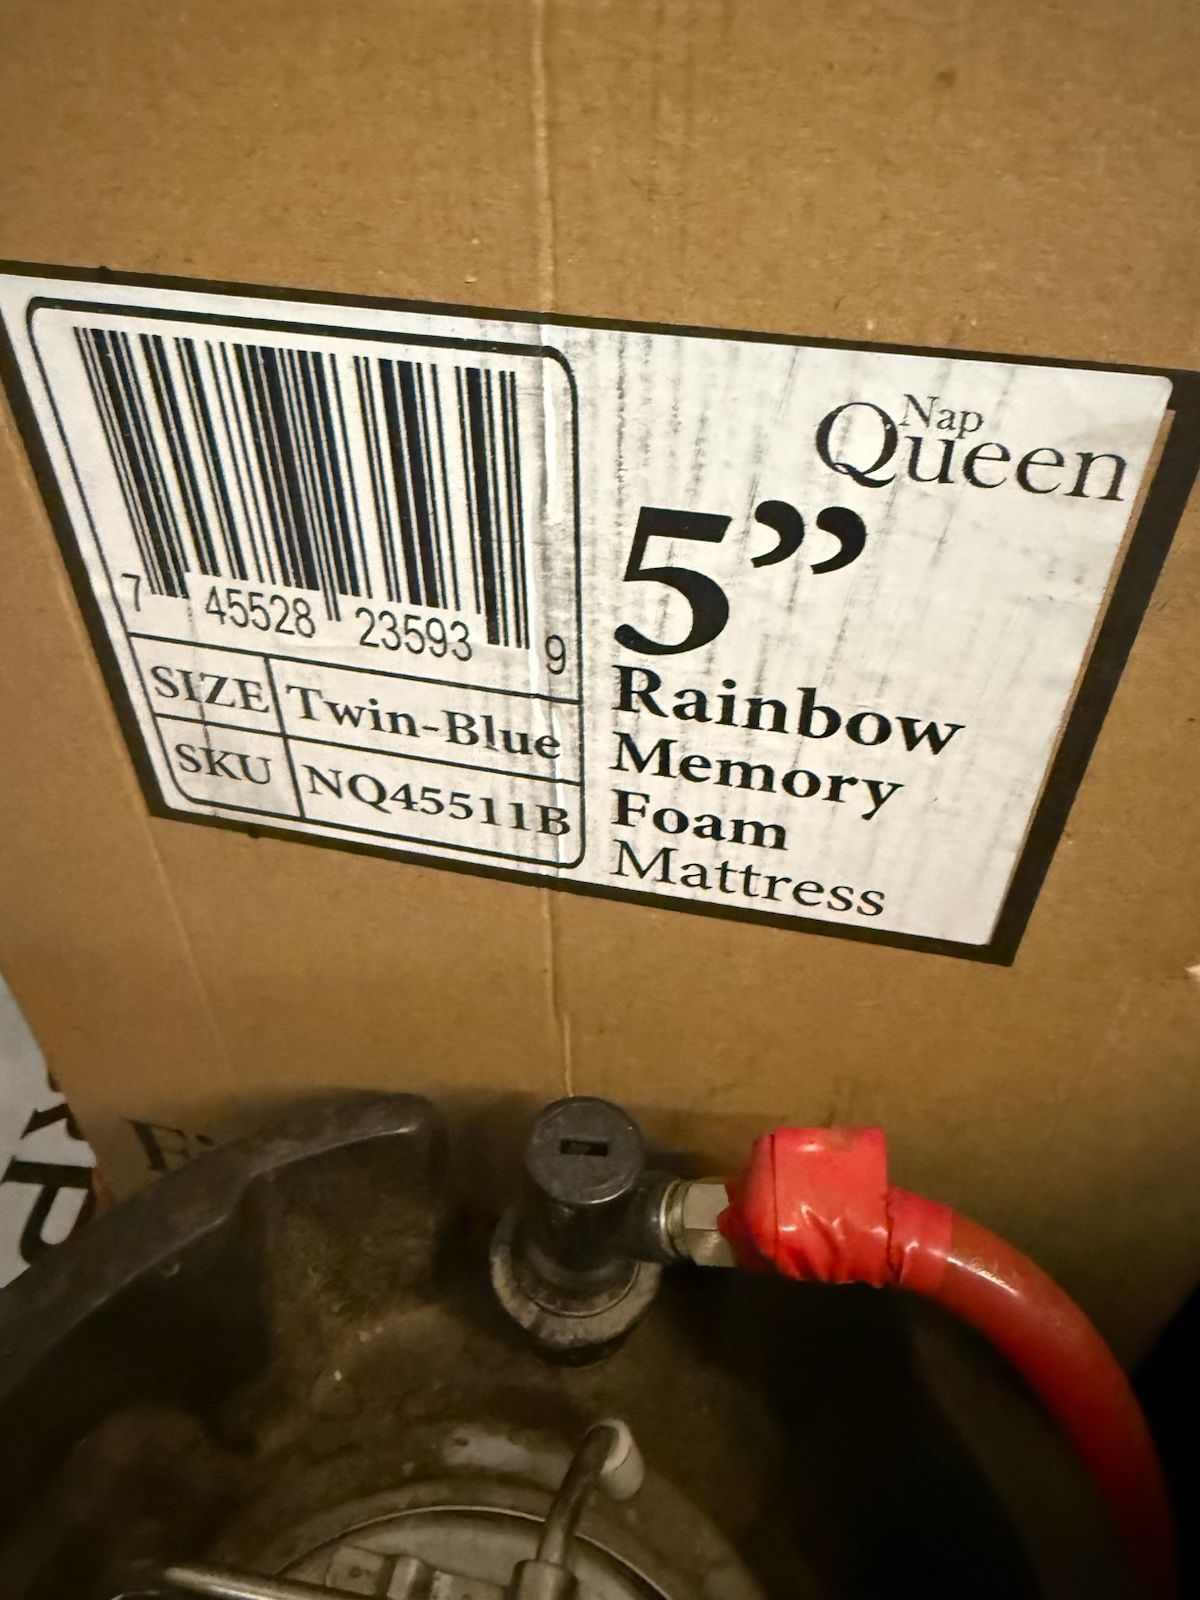 Nap
Queen
5”
Rainbow
Memory
Foam
Mattress
7 45528 23593 9
SIZE Twin-Blue
SKU NQ45511B